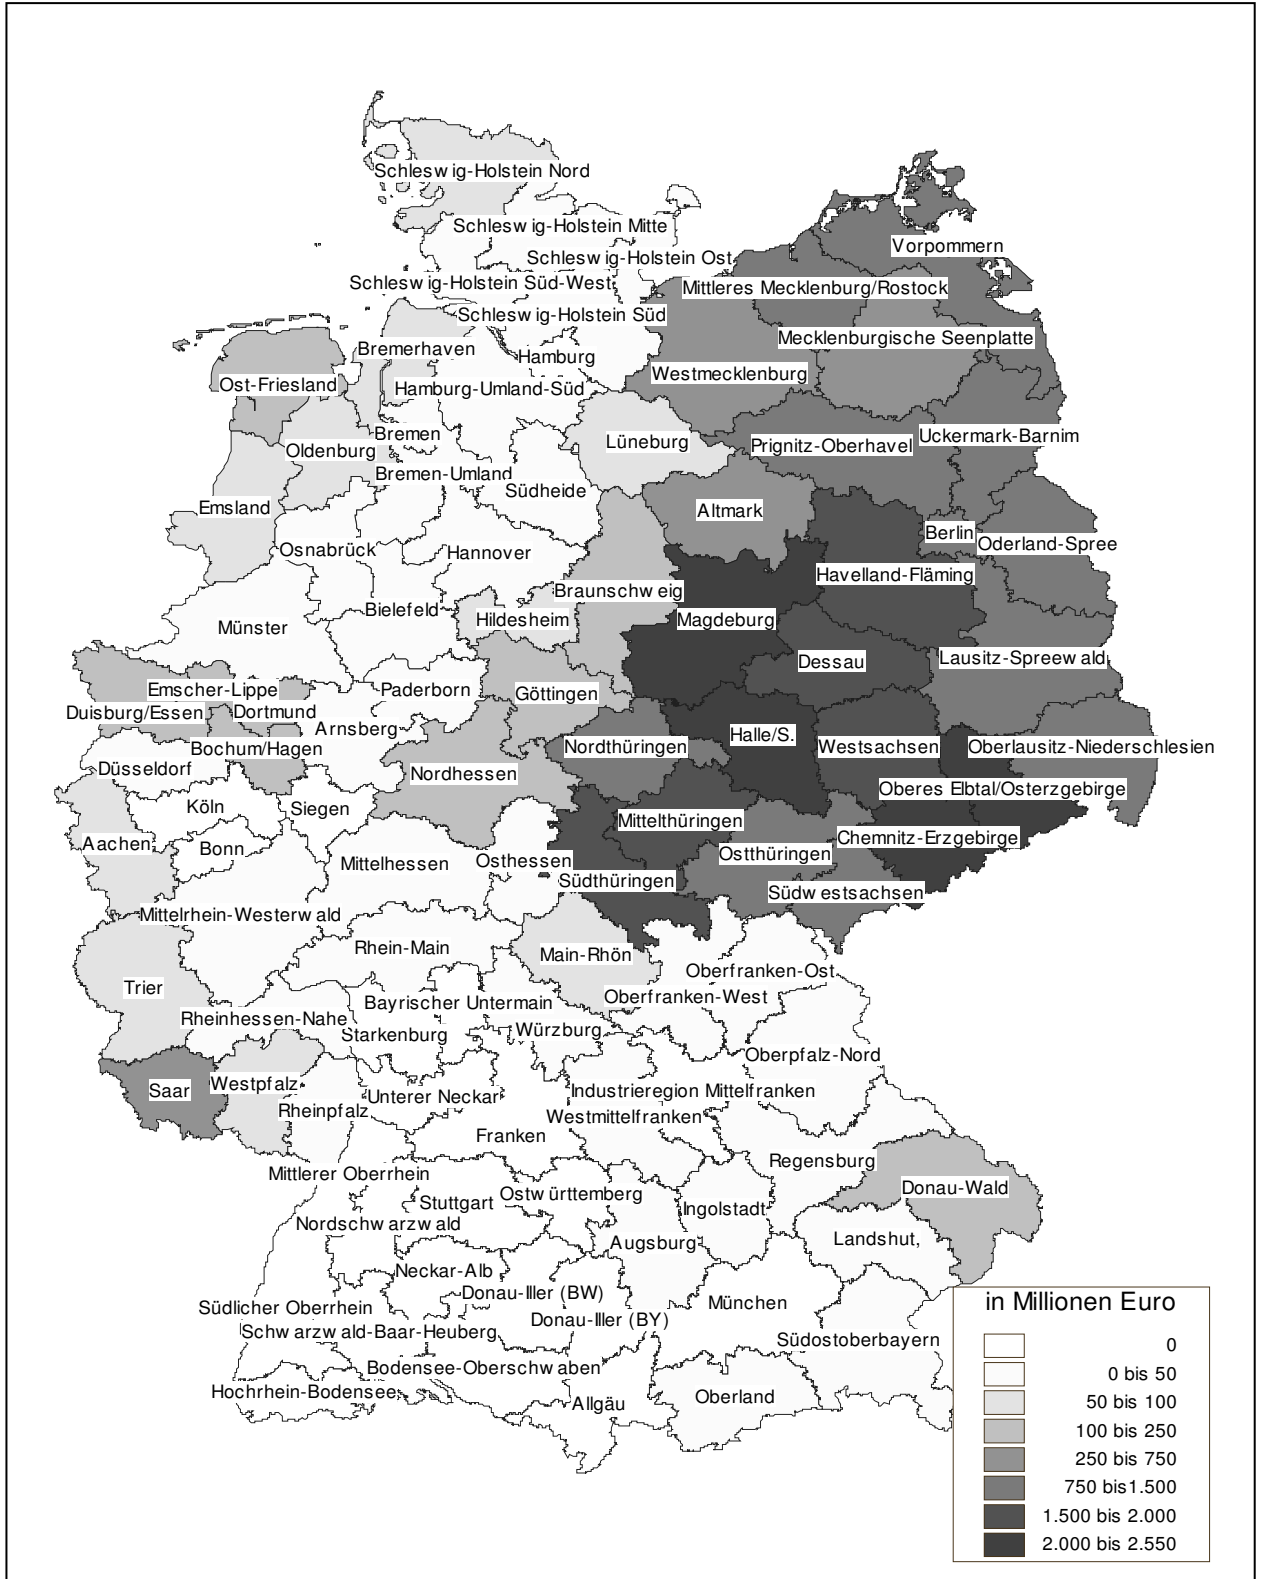 Schleswig-Holstein Nord
Schleswig-Holstein Mitte
Vorpommern
Schleswig-Holstein Ost
Schleswig-Holstein Süd-West
Mittleres Mecklenburg/Rostock
Schleswig-Holstein Süd
Mecklenburgische Seenplatte
Bremerhaven
Hamburg
Westmecklenburg
Ost-Friesland
Hamburg-Umland-Süd
Bremen
Lüneburg
Prignitz-Oberhavel
Uckermark-Barnim
Oldenburg
Bremen-Umland
Südheide
Emsland
Altmark
Berlin
Oderland-Spree
Osnabrück
Hannover
Havelland-Fläming
Braunschweig
Bielefeld
Hildesheim
Magdeburg
Münster
Dessau
Lausitz-Spreewald
Emscher-Lippe
Paderborn
Göttingen
Duisburg/Essen
Dortmund
Arnsberg
Halle/S.
Bochum/Hagen
Nordthüringen
Westsachsen
Oberlausitz-Niederschlesien
Düsseldorf
Nordhessen
Oberes Elbtal/Osterzgebirge
Köln
Siegen
Mittelthüringen
Chemnitz-Erzgebirge
Aachen
Bonn
Mittelhessen
Osthessen
Ostthüringen
Südthüringen
Südwestsachsen
Mittelrhein-Westerwald
Rhein-Main
Main-Rhön
Oberfranken-Ost
Trier
Bayrischer Untermain
Oberfranken-West
Rheinhessen-Nahe
Starkenburg
Würzburg
Oberpfalz-Nord
Saar
Westpfalz
Unterer Neckar
Industrieregion Mittelfranken
Rheinpfalz
Westmittelfranken
Franken
Regensburg
Mittlerer Oberrhein
Donau-Wald
Stuttgart
Ostwürttemberg
Ingolstadt
Nordschwarzwald
Augsburg
Landshut,
Neckar-Alb
Donau-Iller (BW)
München
Südlicher Oberrhein
Donau-Iller (BY)
Schwarzwald-Baar-Heuberg
Südostoberbayern
Bodensee-Oberschwaben
Hochrhein-Bodensee
Allgäu
Oberland
in Millionen Euro
0
0 bis 50
50 bis 100
100 bis 250
250 bis 750
750 bis1.500
1.500 bis 2.000
2.000 bis 2.550